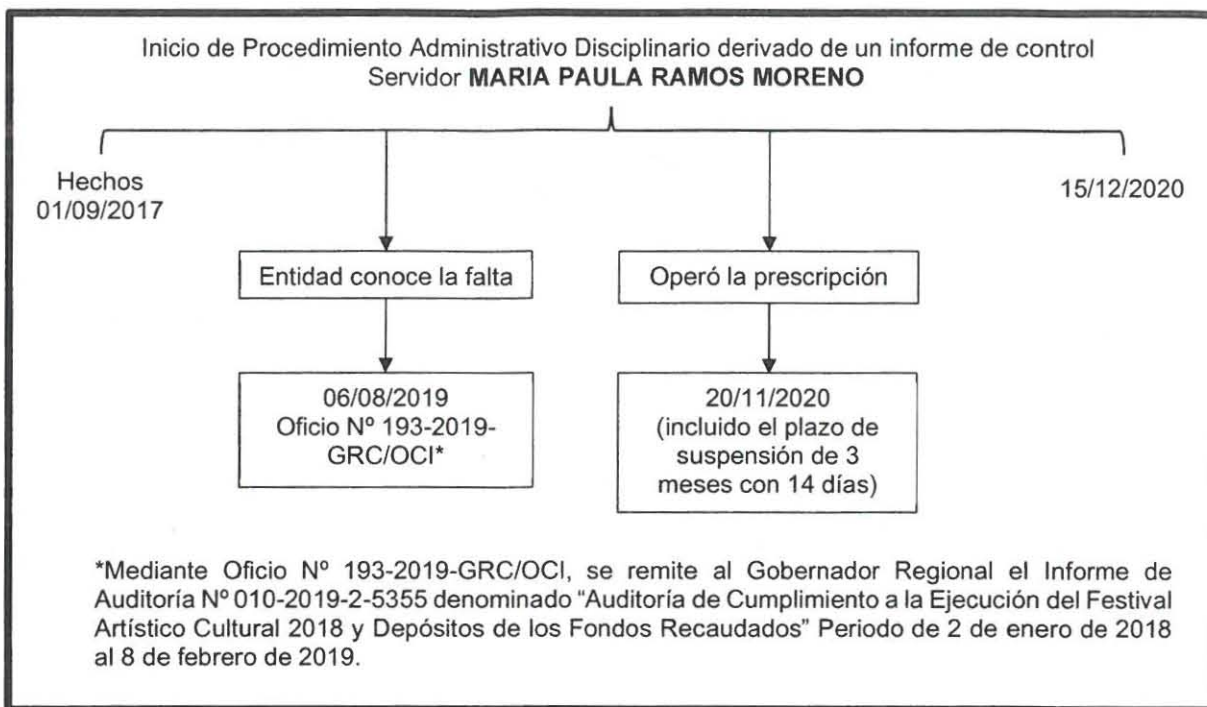 Inicio de Procedimiento Administrativo Disciplinario derivado de un informe de control
Servidor MARIA PAULA RAMOS MORENO
Hechos
01/09/2017
15/12/2020
Entidad conoce la falta
Operó la prescripción
06/08/2019
Oficio Nº 193-2019-
GRC/OCI*
20/11/2020
(incluido el plazo de
suspensión de 3
meses con 14 días)
*Mediante Oficio Nº 193-2019-GRC/OCI, se remite al Gobernador Regional el Informe de
Auditoría Nº 010-2019-2-5355 denominado “Auditoría de Cumplimiento a la Ejecución del Festival
Artístico Cultural 2018 y Depósitos de los Fondos Recaudados” Periodo de 2 de enero de 2018
al 8 de febrero de 2019.